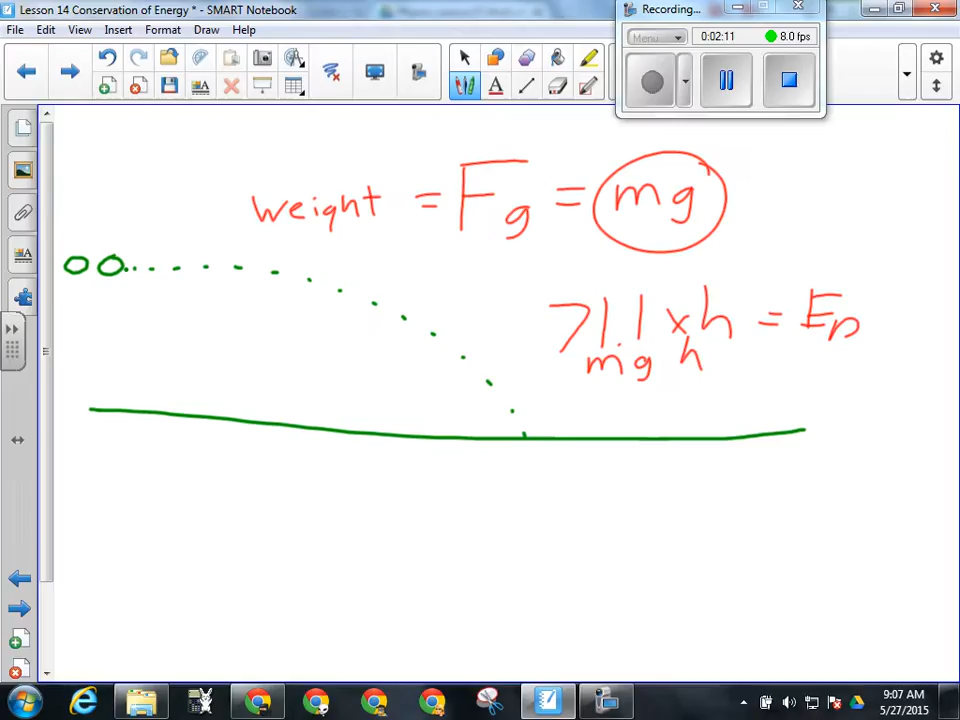 Lesson 14 Conservation of Energy * - SMART Notebook
Recording...
File Edit View Insert Format Draw Help
Menu
0:02:11
8.0 fps
weight = Fg = mg
71.1 x h = Ep
mg h
9:07 AM
5/27/2015